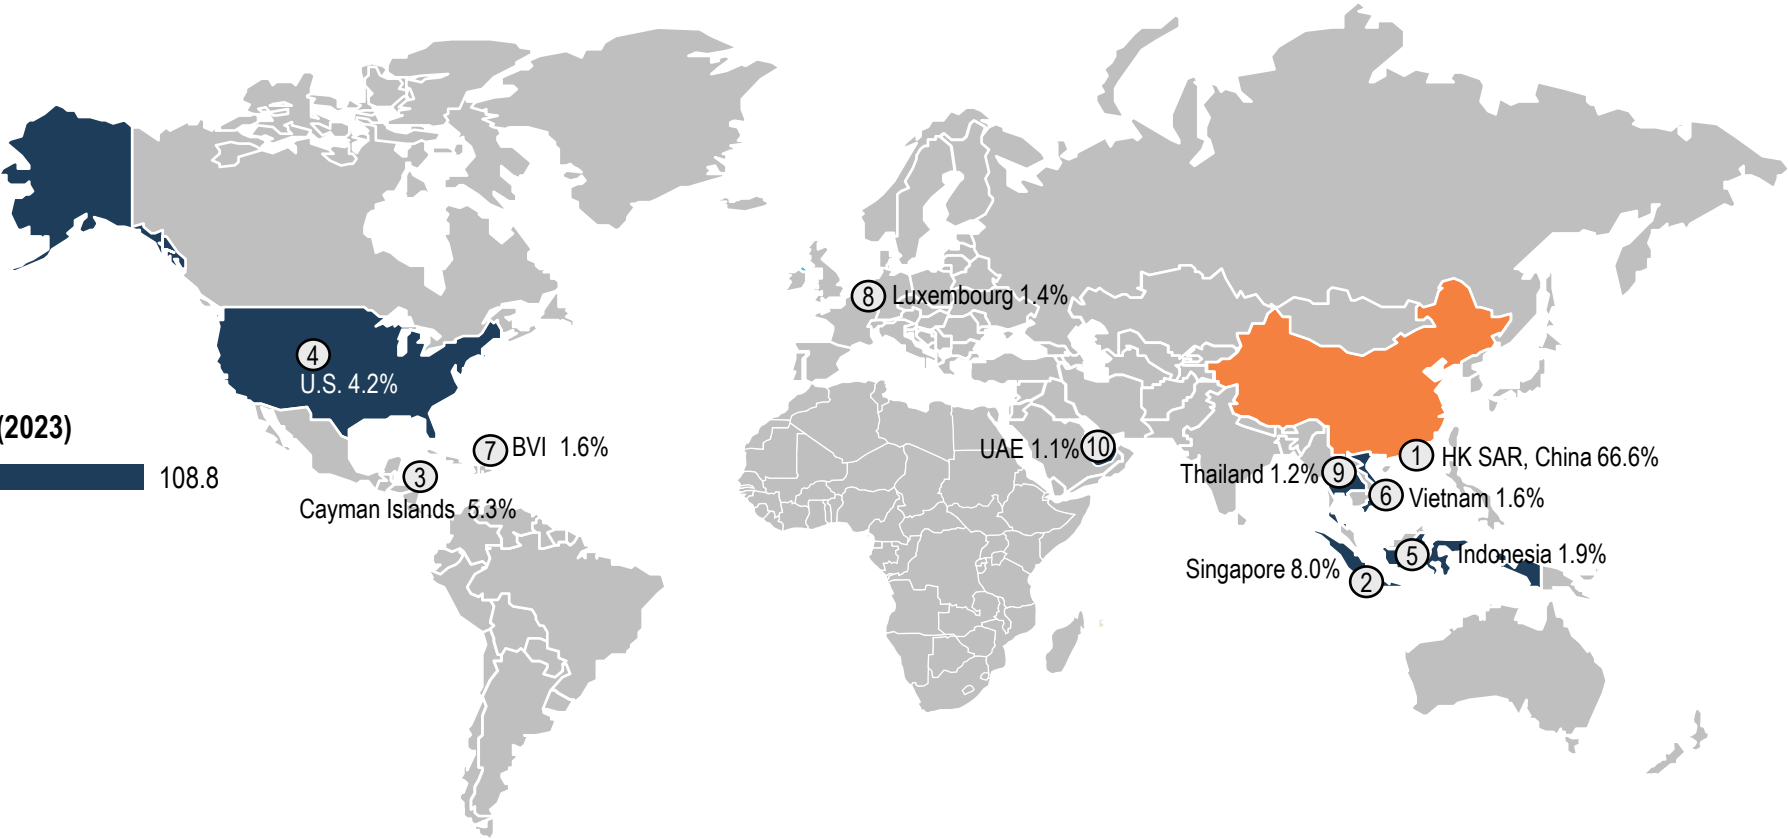 8 Luxembourg 1.4%
4
U.S. 4.2%
(2023)
108.8
7 BVI 1.6%
3
Cayman Islands 5.3%
UAE 1.1% 10
1 HK SAR, China 66.6%
Thailand 1.2% 9
6 Vietnam 1.6%
5 Indonesia 1.9%
Singapore 8.0% 2